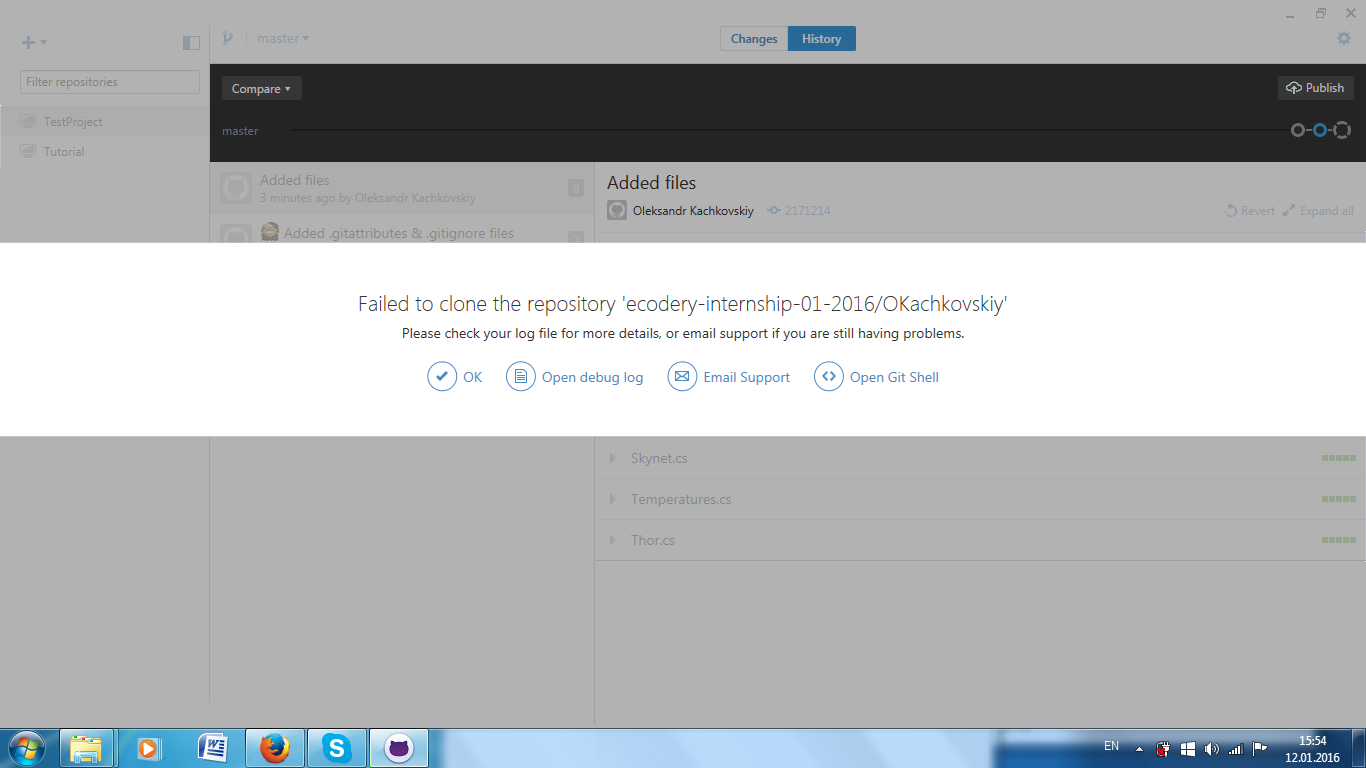 master
Changes
History
Filter repositories
Compare
Publish
TestProject
master
Tutorial
Added files
3 minutes ago by Oleksandr Kachkovskiy
Added .gitattributes & .gitignore files
Added files
Oleksandr Kachkovskiy
2171214
Revert
Expand all
Failed to clone the repository 'ecodery-internship-01-2016/OKachkovskiy'
Please check your log file for more details, or email support if you are still having problems.
OK
Open debug log
Email Support
Open Git Shell
Skynet.cs
Temperatures.cs
Thor.cs
EN
15:54
12.01.2016